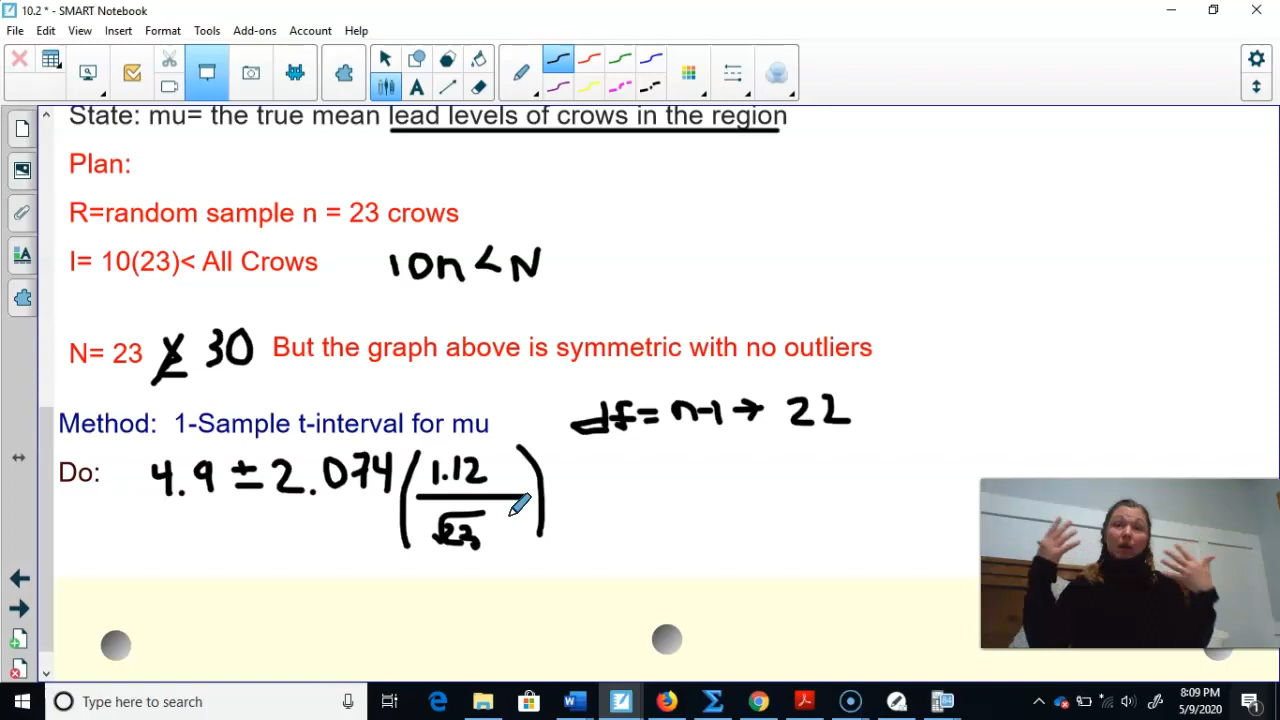 10.2 * - SMART Notebook
File Edit View Insert Format Tools Add-ons Account Help
State: mu= the true mean lead levels of crows in the region
Plan:
R=random sample n = 23 crows
I= 10(23)< All Crows 10n < N
N= 23 ≱ 30 But the graph above is symmetric with no outliers
Method: 1-Sample t-interval for mu df = n-1 → 22
Do: 4.9 ± 2.074 (1.12 / √23)
Type here to search
8:09 PM
5/9/2020